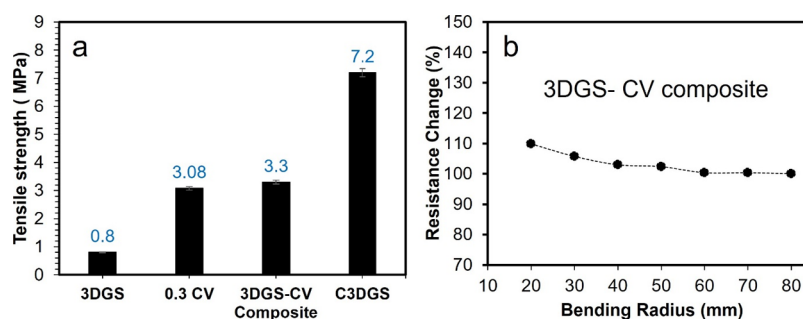 a
Tensile strength ( MPa)
9
8
7
6
5
4
3
2
1
0
0.8
3.08
3.3
7.2
3DGS
0.3 CV
3DGS-CV
Composite
C3DGS
b
3DGS- CV composite
Resistance Change (%)
150
140
130
120
110
100
90
80
70
10 20 30 40 50 60 70 80
Bending Radius (mm)